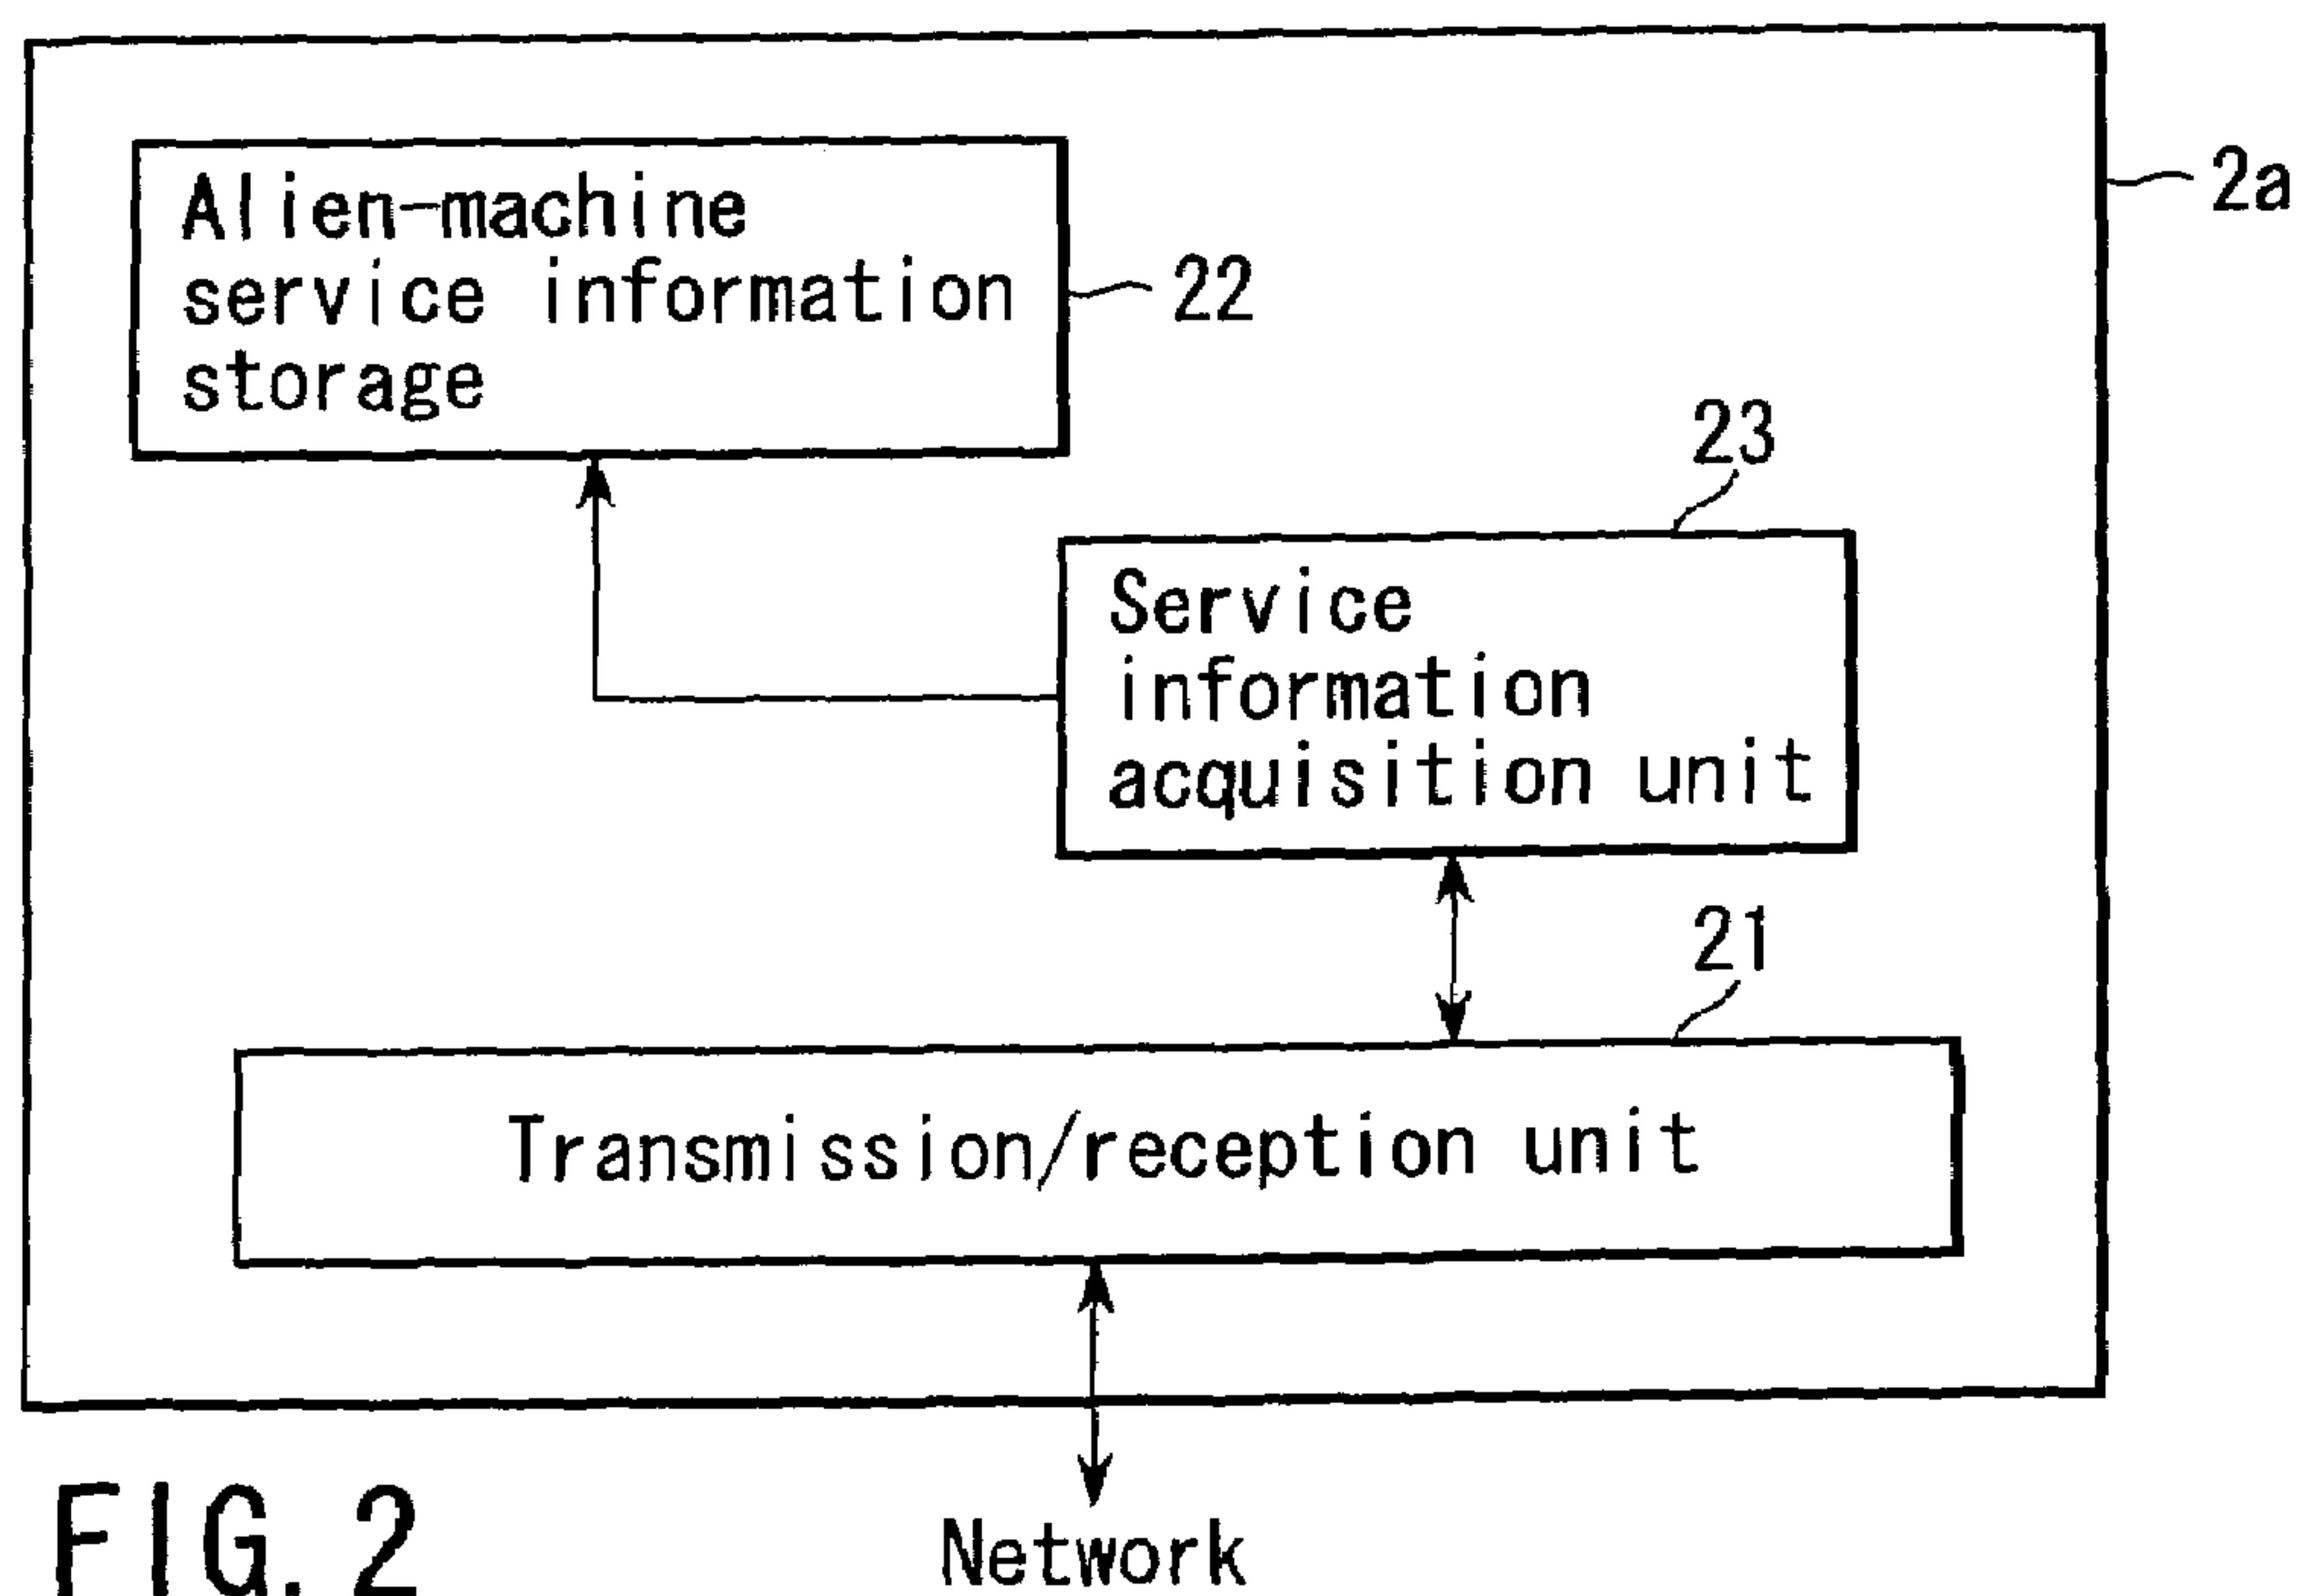 2a
Alien-machine
service information
storage
22
23
Service
information
acquisition unit
21
Transmission/reception unit
Network
FIG. 2